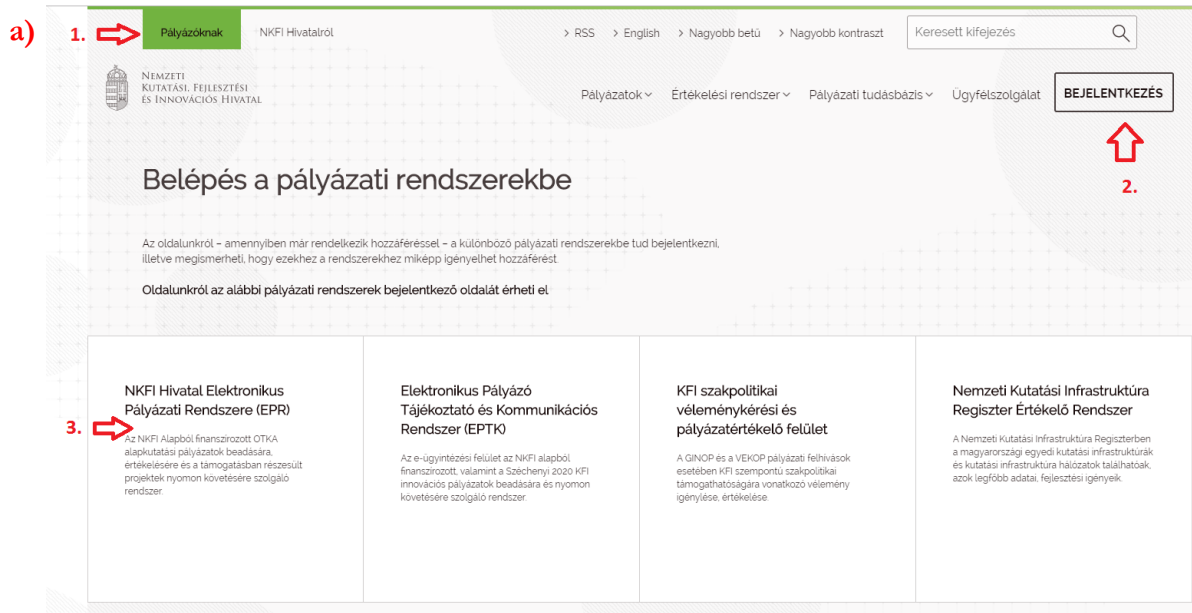 a)
1.
Pályázóknak
NKFI Hivatalról
> RSS
> English
> Nagyobb betű
> Nagyobb kontraszt
Keresett kifejezés
Nemzeti
Kutatási, Fejlesztési
és Innovációs Hivatal
Pályázatok
Értékelési rendszer
Pályázati tudásbázis
Ügyfélszolgálat
BEJELENTKEZÉS
2.
Belépés a pályázati rendszerekbe
Az oldalunkról – amennyiben már rendelkezik hozzáféréssel – a különböző pályázati rendszerekbe tud bejelentkezni,
illetve megismerheti, hogy ezekhez a rendszerekhez miképp igényelhet hozzáférést.
Oldalunkról az alábbi pályázati rendszerek bejelentkező oldalát érheti el
NKFI Hivatal Elektronikus
Pályázati Rendszere (EPR)
3.
Az NKFI Alapból finanszírozott OTKA
alapkutatási pályázatok beadására,
értékelésére és a támogatásban részesült
projektek nyomon követésére szolgáló
rendszer.
Elektronikus Pályázó
Tájékoztató és Kommunikációs
Rendszer (EPTK)
Az e-ügyintézési felület az NKFI alapból
finanszírozott, valamint a Széchenyi 2020 KFI
innovációs pályázatok beadására és nyomon
követésére szolgáló rendszer.
KFI szakpolitikai
véleménykérési és
pályázatértékelő felület
A GINOP és a VEKOP pályázati felhívások
esetében KFI szempontú szakpolitikai
támogathatóságára vonatkozó vélemény
igénylése, értékelése.
Nemzeti Kutatási Infrastruktúra
Regiszter Értékelő Rendszer
A Nemzeti Kutatási Infrastruktúra Regiszterben
a magyarországi egyedi kutatási infrastruktúrák
és kutatási infrastruktúra hálózatok találhatóak,
azok legfőbb adatai, fejlesztési igényeik.